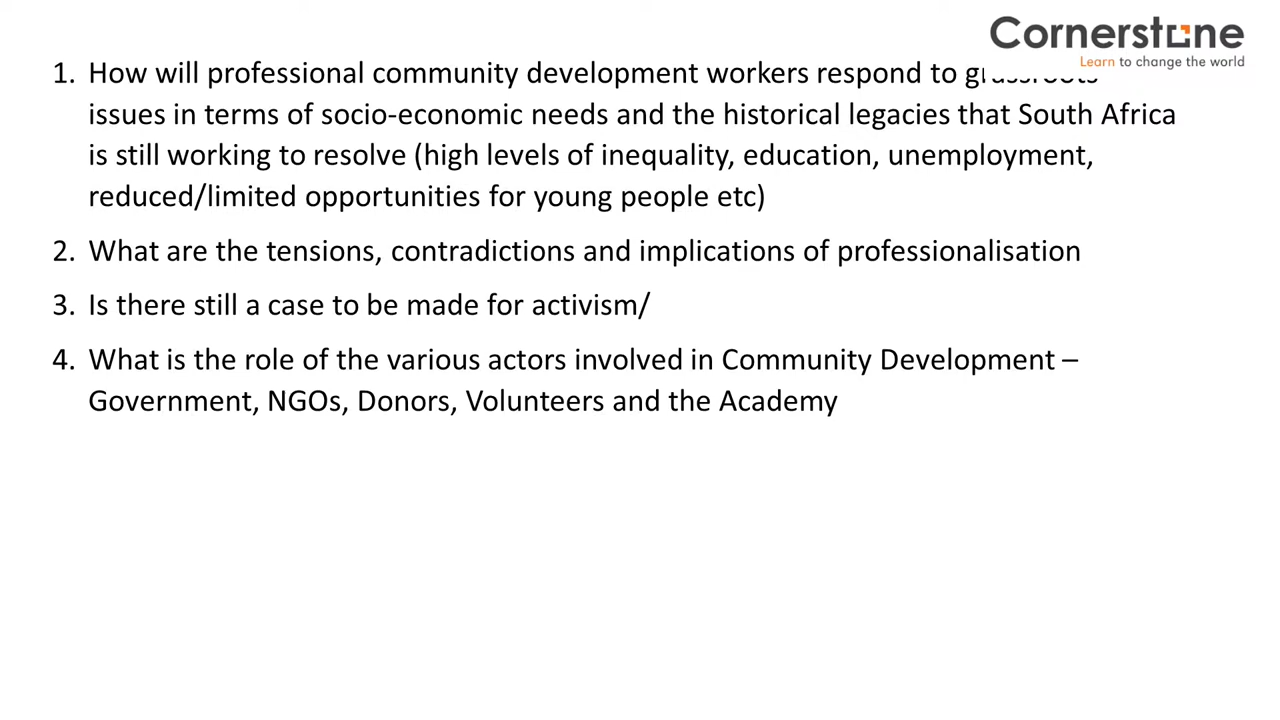 Cornerstone
Learn to change the world
1. How will professional community development workers respond to grassroots
issues in terms of socio-economic needs and the historical legacies that South Africa
is still working to resolve (high levels of inequality, education, unemployment,
reduced/limited opportunities for young people etc)
2. What are the tensions, contradictions and implications of professionalisation
3. Is there still a case to be made for activism/
4. What is the role of the various actors involved in Community Development –
Government, NGOs, Donors, Volunteers and the Academy